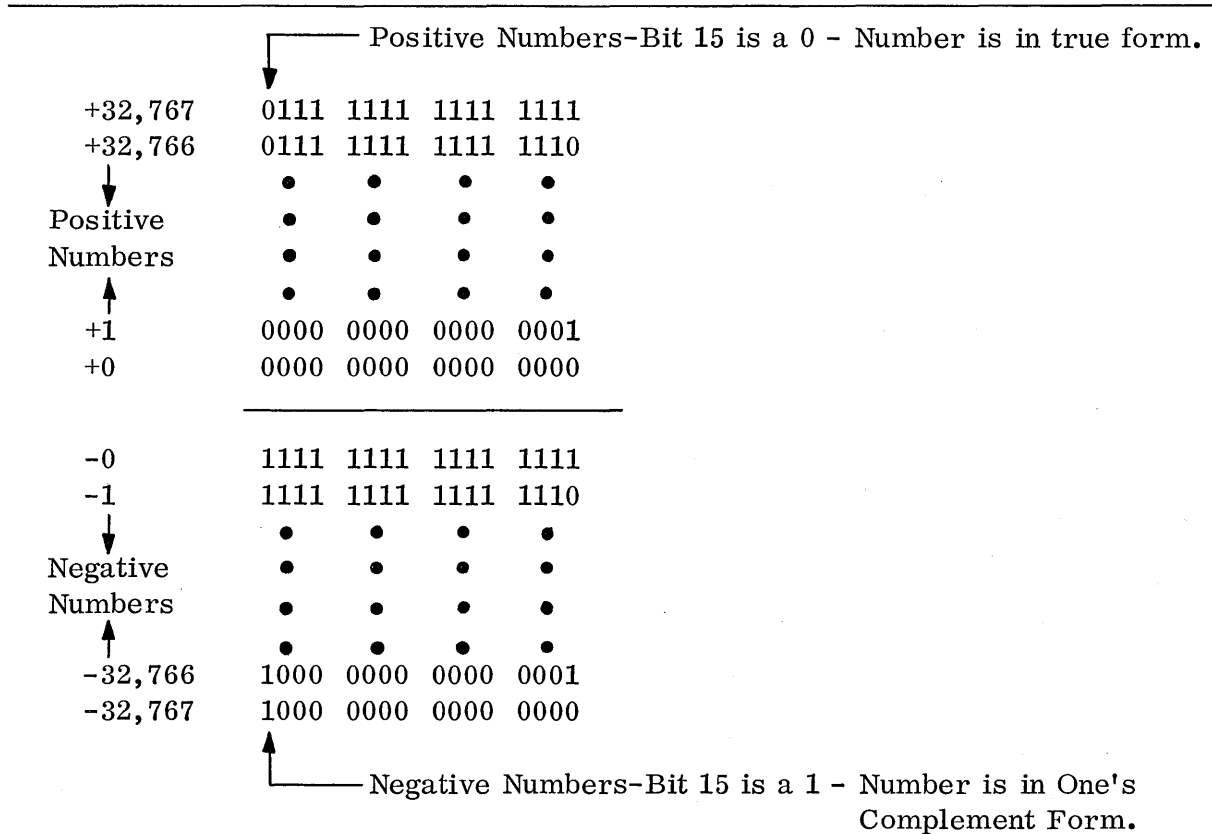 Positive Numbers-Bit 15 is a 0 - Number is in true form.
+32,767 0111 1111 1111 1111
+32,766 0111 1111 1111 1110
Positive
Numbers
+1 0000 0000 0000 0001
+0 0000 0000 0000 0000
-0 1111 1111 1111 1111
-1 1111 1111 1111 1110
Negative
Numbers
-32,766 1000 0000 0000 0001
-32,767 1000 0000 0000 0000
Negative Numbers-Bit 15 is a 1 - Number is in One's
Complement Form.